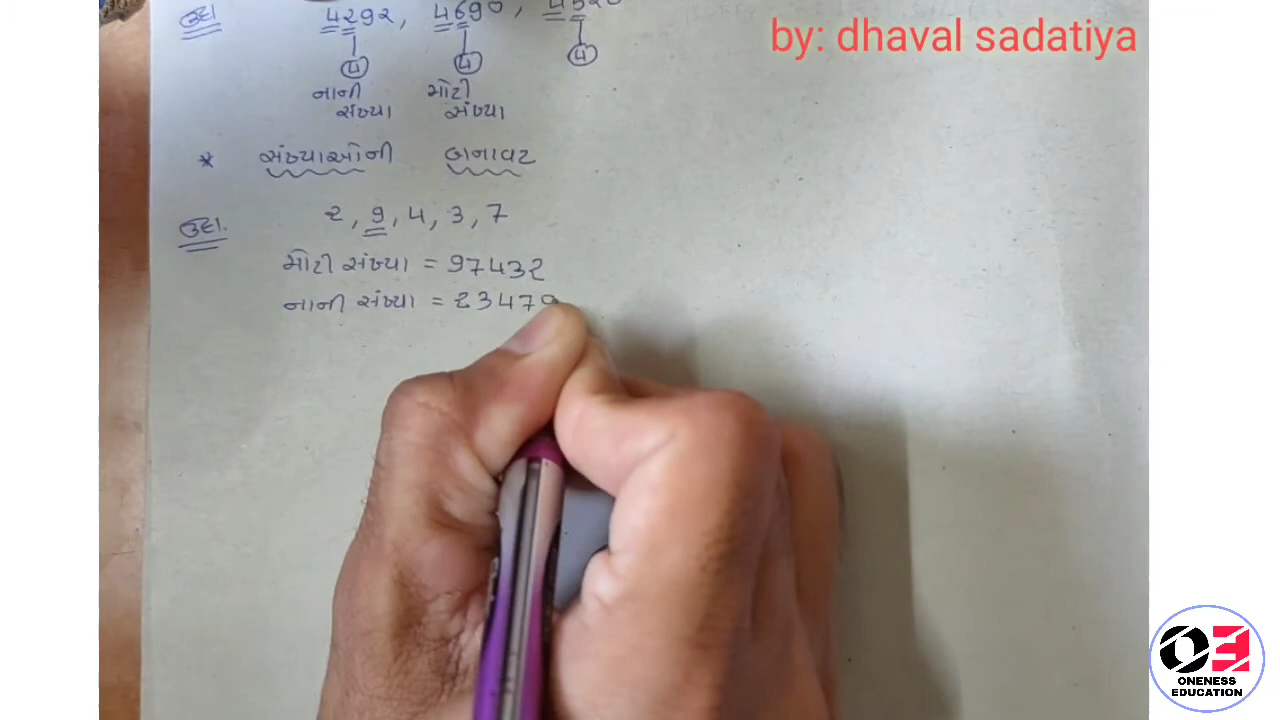 by: dhaval sadatiya
ઉદા. 4292, 4690,
4 4 4
નાની મોટી
સંખ્યા સંખ્યા
* સંખ્યાઓની બનાવટ
ઉદા. 2, 9, 4, 3, 7
મોટી સંખ્યા = 97432
નાની સંખ્યા = 23479
ONENESS
EDUCATION